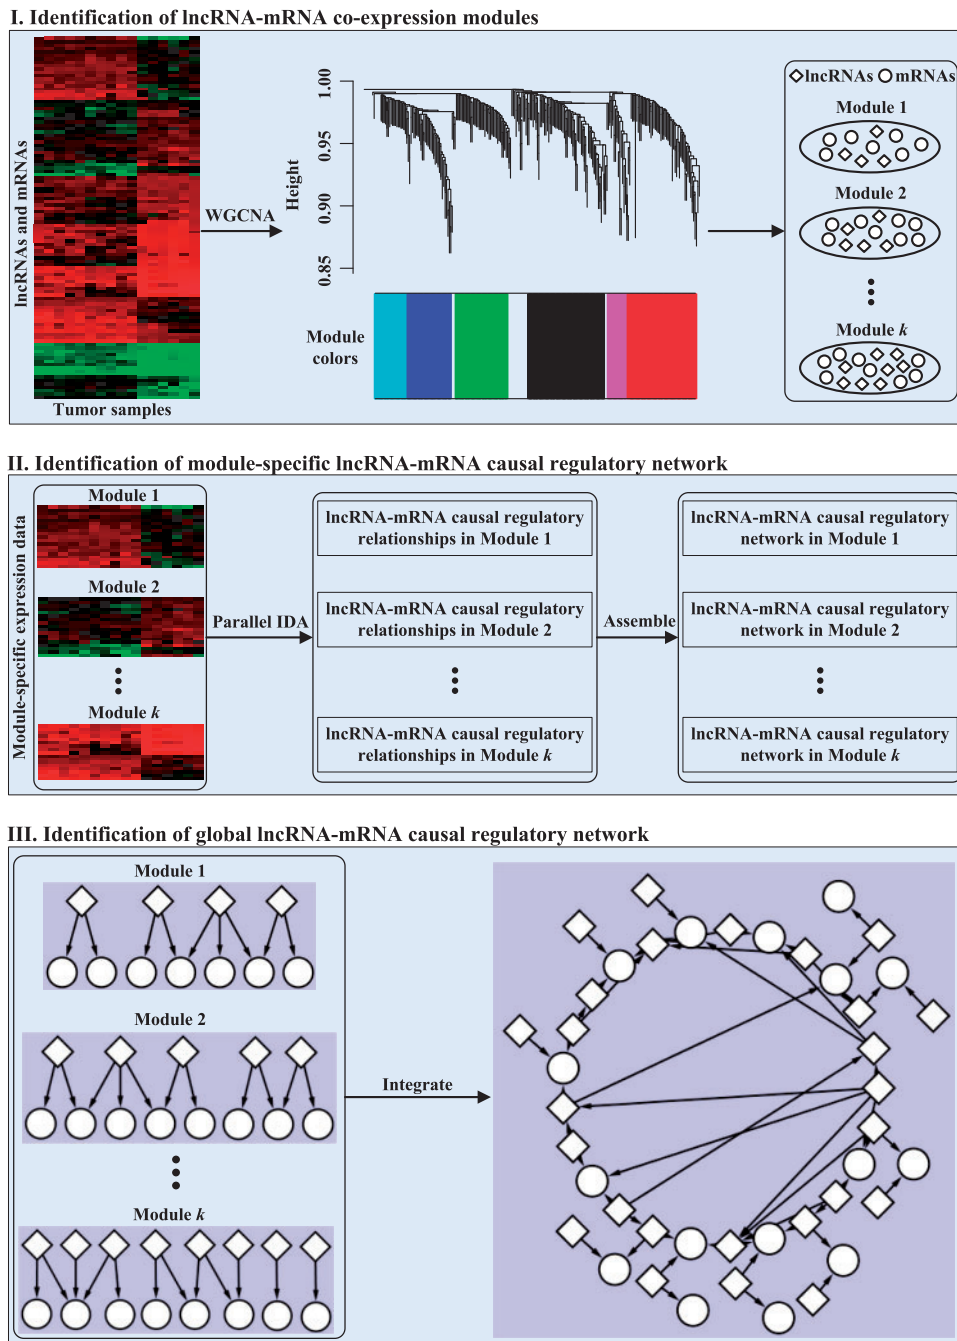 I. Identification of lncRNA-mRNA co-expression modules
lncRNAs and mRNAs
Tumor samples
WGCNA
Height
1.00
0.95
0.90
0.85
Module
colors
lncRNAs mRNAs
Module 1
Module 2
Module k
II. Identification of module-specific lncRNA-mRNA causal regulatory network
Module-specific expression data
Module 1
Module 2
Module k
Parallel IDA
lncRNA-mRNA causal regulatory
relationships in Module 1
lncRNA-mRNA causal regulatory
relationships in Module 2
lncRNA-mRNA causal regulatory
relationships in Module k
Assemble
lncRNA-mRNA causal regulatory
network in Module 1
lncRNA-mRNA causal regulatory
network in Module 2
lncRNA-mRNA causal regulatory
network in Module k
III. Identification of global lncRNA-mRNA causal regulatory network
Module 1
Module 2
Module k
Integrate